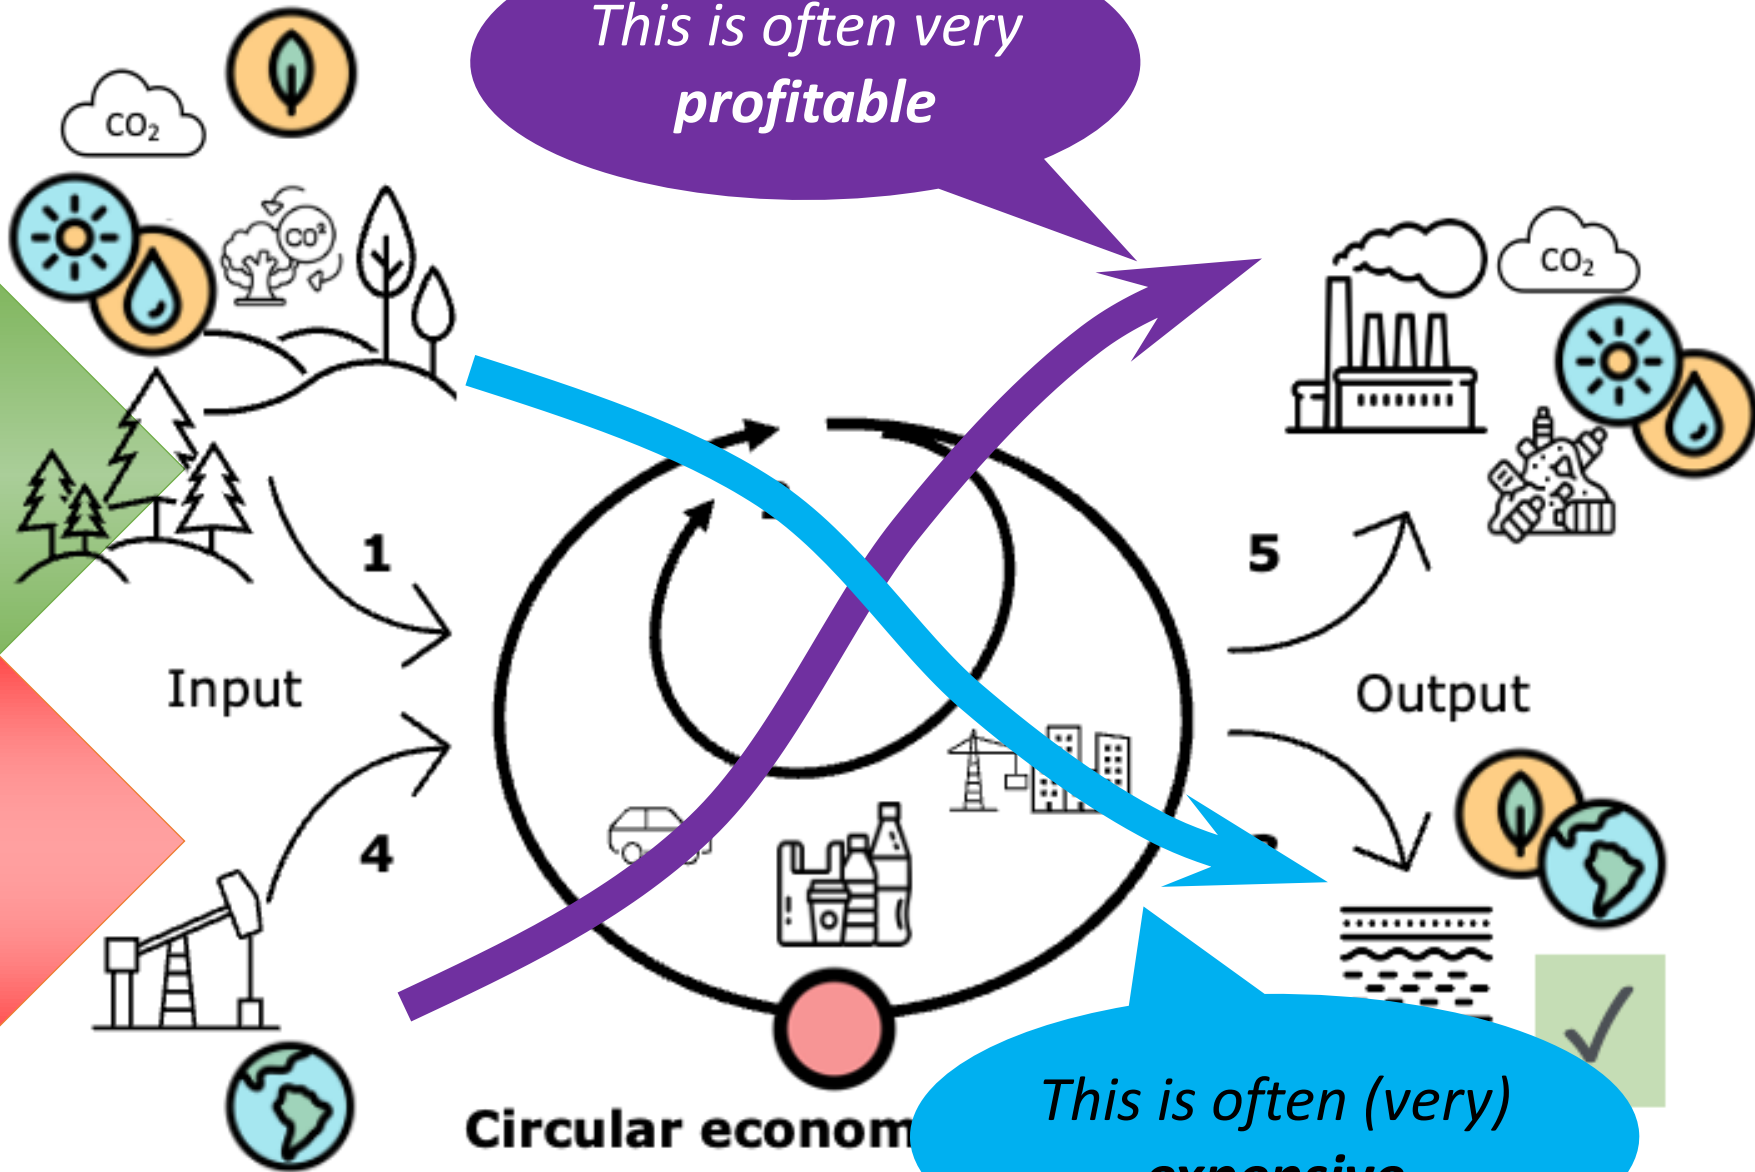 This is often very
profitable
CO₂
CO²
CO₂
1
5
Input
Output
4
Circular econom
This is often (very)
expensive